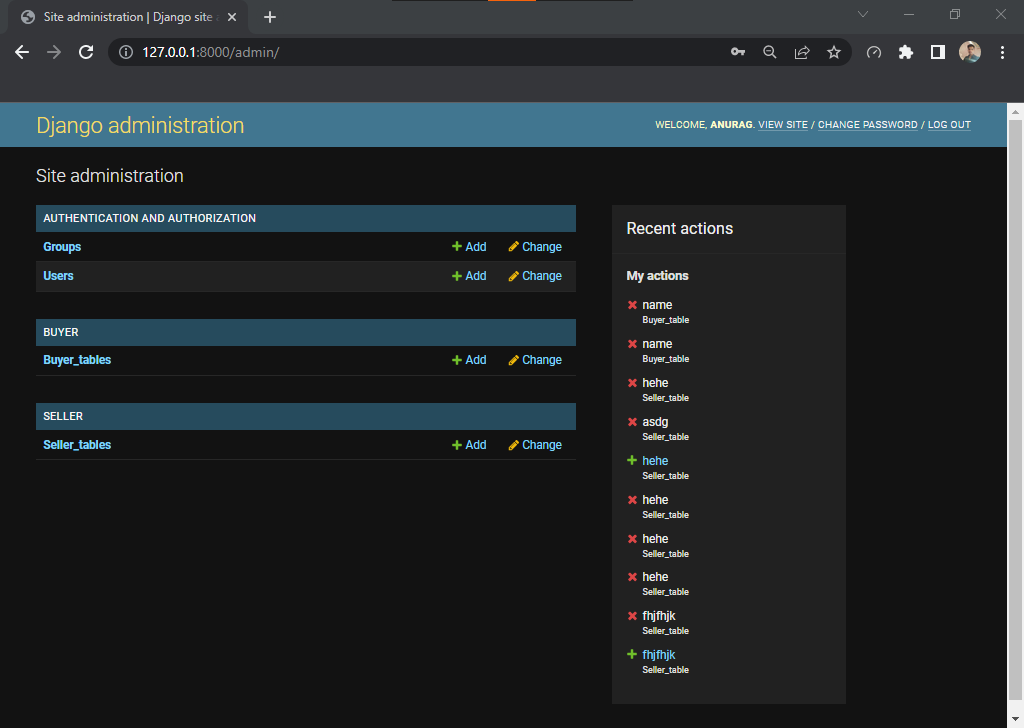 Site administration | Django site
127.0.0.1:8000/admin/
Django administration
WELCOME, ANURAG. VIEW SITE / CHANGE PASSWORD / LOG OUT
Site administration
AUTHENTICATION AND AUTHORIZATION
Groups Add Change
Users Add Change
BUYER
Buyer_tables Add Change
SELLER
Seller_tables Add Change
Recent actions
My actions
name
Buyer_table
name
Buyer_table
hehe
Seller_table
asdg
Seller_table
hehe
Seller_table
hehe
Seller_table
hehe
Seller_table
hehe
Seller_table
fhjfhjk
Seller_table
fhjfhjk
Seller_table